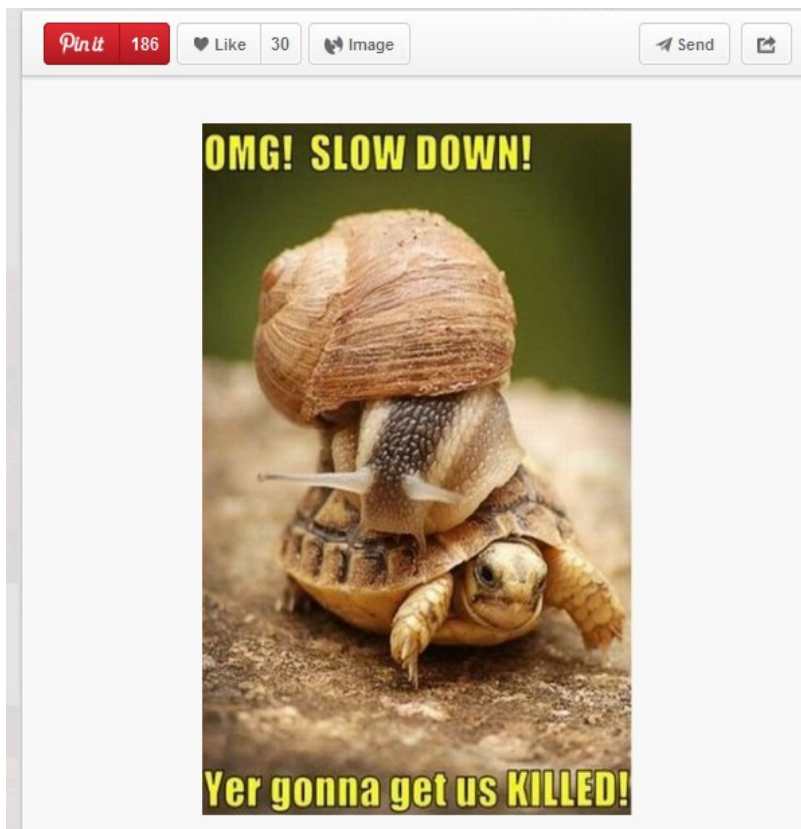 Pin it 186 Like 30 Image Send
OMG! SLOW DOWN!
Yer gonna get us KILLED!